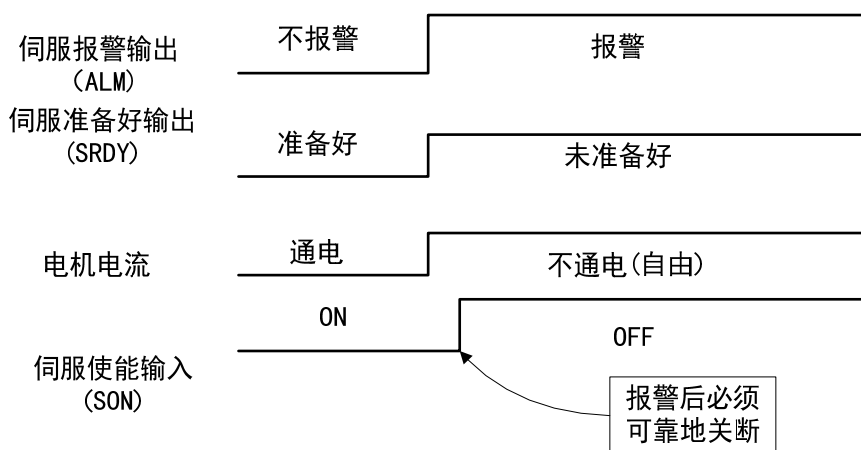 伺服报警输出
(ALM)
不报警
报警
伺服准备好输出
(SRDY)
准备好
未准备好
电机电流
通电
不通电(自由)
伺服使能输入
(SON)
ON
OFF
报警后必须
可靠地关断